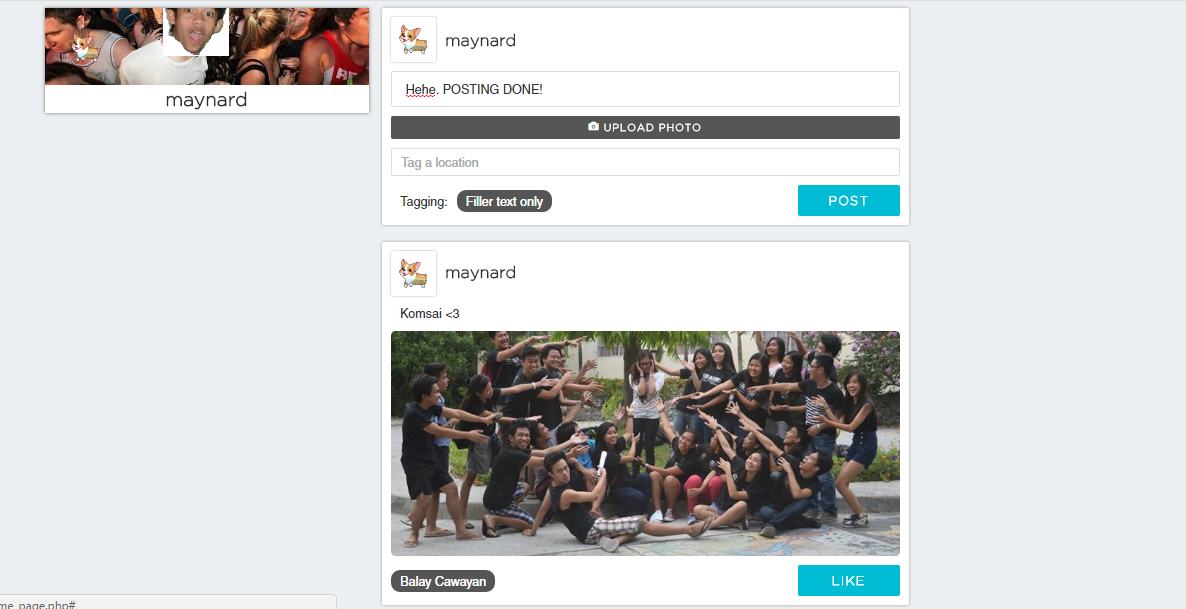 maynard
maynard
Hehe. POSTING DONE!
UPLOAD PHOTO
Tag a location
Tagging: Filler text only
POST
maynard
Komsai <3
Balay Cawayan
LIKE
me_page.php#